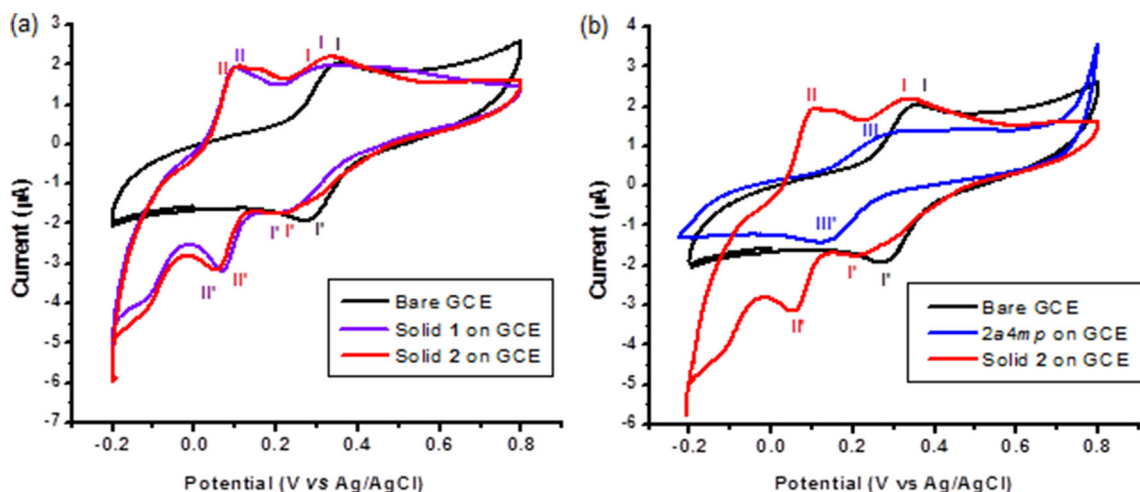 (a)
3
2
1
0
-1
-2
-3
-4
-5
-6
-7
Current (µA)
-0.2 0.0 0.2 0.4 0.6 0.8
Potential (V vs Ag/AgCl)
II II I I I
I' I' I'
II' II'
Bare GCE
Solid 1 on GCE
Solid 2 on GCE
(b)
4
3
2
1
0
-1
-2
-3
-4
-5
-6
Current (µA)
-0.2 0.0 0.2 0.4 0.6 0.8
Potential (V vs Ag/AgCl)
II I I
III
III'
I' I'
II'
Bare GCE
2a4mp on GCE
Solid 2 on GCE